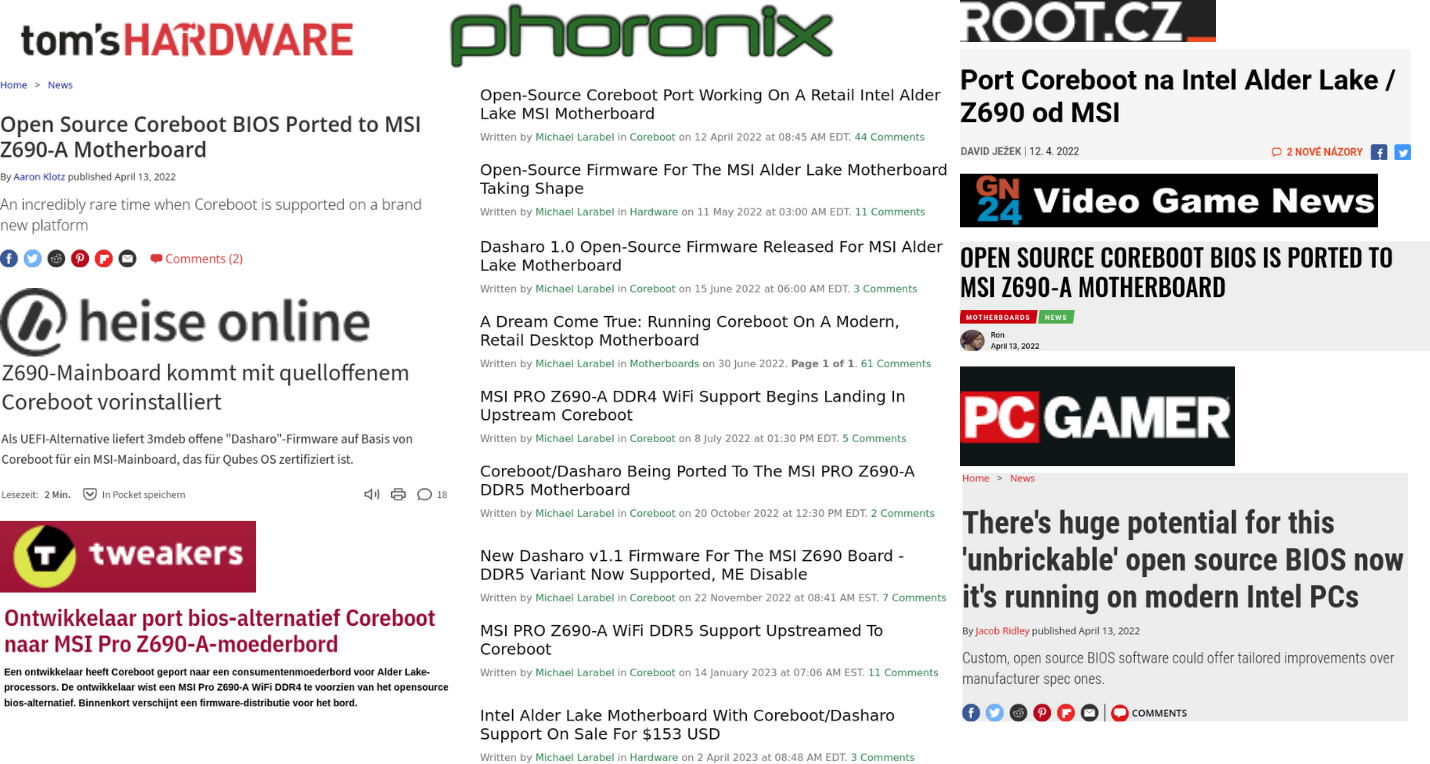 tom'sHARDWARE
Home > News
Open Source Coreboot BIOS Ported to MSI
Z690-A Motherboard
By Aaron Klotz published April 13, 2022
An incredibly rare time when Coreboot is supported on a brand
new platform
Comments (2)
heise online
Z690-Mainboard kommt mit quelloffenem
Coreboot vorinstalliert
Als UEFI-Alternative liefert 3mdeb offene "Dasharo"-Firmware auf Basis von
Coreboot für ein MSI-Mainboard, das für Qubes OS zertifiziert ist.
Lesezeit: 2 Min. In Pocket speichern 18
tweakers
Ontwikkelaar port bios-alternatief Coreboot
naar MSI Pro Z690-A-moederbord
Een ontwikkelaar heeft Coreboot geport naar een consumentenmoederbord voor Alder Lake-
processors. De ontwikkelaar wist een MSI Pro Z690-A WiFi DDR4 te voorzien van het opensource
bios-alternatief. Binnenkort verschijnt een firmware-distributie voor het bord.
phoronix
Open-Source Coreboot Port Working On A Retail Intel Alder
Lake MSI Motherboard
Written by Michael Larabel in Coreboot on 12 April 2022 at 08:45 AM EDT. 44 Comments
Open-Source Firmware For The MSI Alder Lake Motherboard
Taking Shape
Written by Michael Larabel in Hardware on 11 May 2022 at 03:00 AM EDT. 11 Comments
Dasharo 1.0 Open-Source Firmware Released For MSI Alder
Lake Motherboard
Written by Michael Larabel in Coreboot on 15 June 2022 at 06:00 AM EDT. 3 Comments
A Dream Come True: Running Coreboot On A Modern,
Retail Desktop Motherboard
Written by Michael Larabel in Motherboards on 30 June 2022. Page 1 of 1. 61 Comments
MSI PRO Z690-A DDR4 WiFi Support Begins Landing In
Upstream Coreboot
Written by Michael Larabel in Coreboot on 8 July 2022 at 01:30 PM EDT. 5 Comments
Coreboot/Dasharo Being Ported To The MSI PRO Z690-A
DDR5 Motherboard
Written by Michael Larabel in Coreboot on 20 October 2022 at 12:30 PM EDT. 2 Comments
New Dasharo v1.1 Firmware For The MSI Z690 Board -
DDR5 Variant Now Supported, ME Disable
Written by Michael Larabel in Coreboot on 22 November 2022 at 08:41 AM EST. 7 Comments
MSI PRO Z690-A WiFi DDR5 Support Upstreamed To
Coreboot
Written by Michael Larabel in Coreboot on 14 January 2023 at 07:06 AM EST. 11 Comments
Intel Alder Lake Motherboard With Coreboot/Dasharo
Support On Sale For $153 USD
Written by Michael Larabel in Hardware on 2 April 2023 at 08:48 AM EDT. 3 Comments
ROOT.CZ_
Port Coreboot na Intel Alder Lake /
Z690 od MSI
DAVID JEŽEK | 12. 4. 2022 2 NOVÉ NÁZORY
GN
24 Video Game News
OPEN SOURCE COREBOOT BIOS IS PORTED TO
MSI Z690-A MOTHERBOARD
MOTHERBOARDS NEWS
Ron
April 13, 2022
PC GAMER
Home > News
There's huge potential for this
'unbrickable' open source BIOS now
it's running on modern Intel PCs
By Jacob Ridley published April 13, 2022
Custom, open source BIOS software could offer tailored improvements over
manufacturer spec ones.
COMMENTS